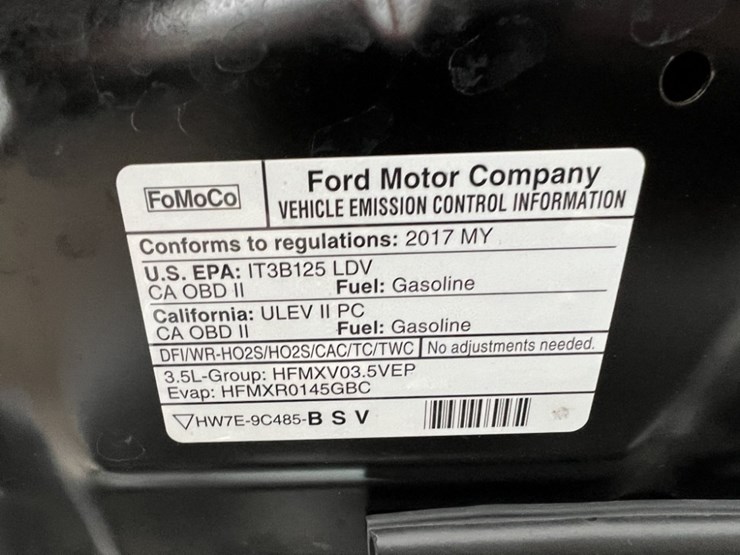 FoMoCo
Ford Motor Company
VEHICLE EMISSION CONTROL INFORMATION
Conforms to regulations: 2017 MY
U.S. EPA: IT3B125 LDV
CA OBD II Fuel: Gasoline
California: ULEV II PC
CA OBD II Fuel: Gasoline
DFI/WR-HO2S/HO2S/CAC/TC/TWC No adjustments needed.
3.5L-Group: HFMXV03.5VEP
Evap: HFMXR0145GBC
HW7E-9C485-B S V